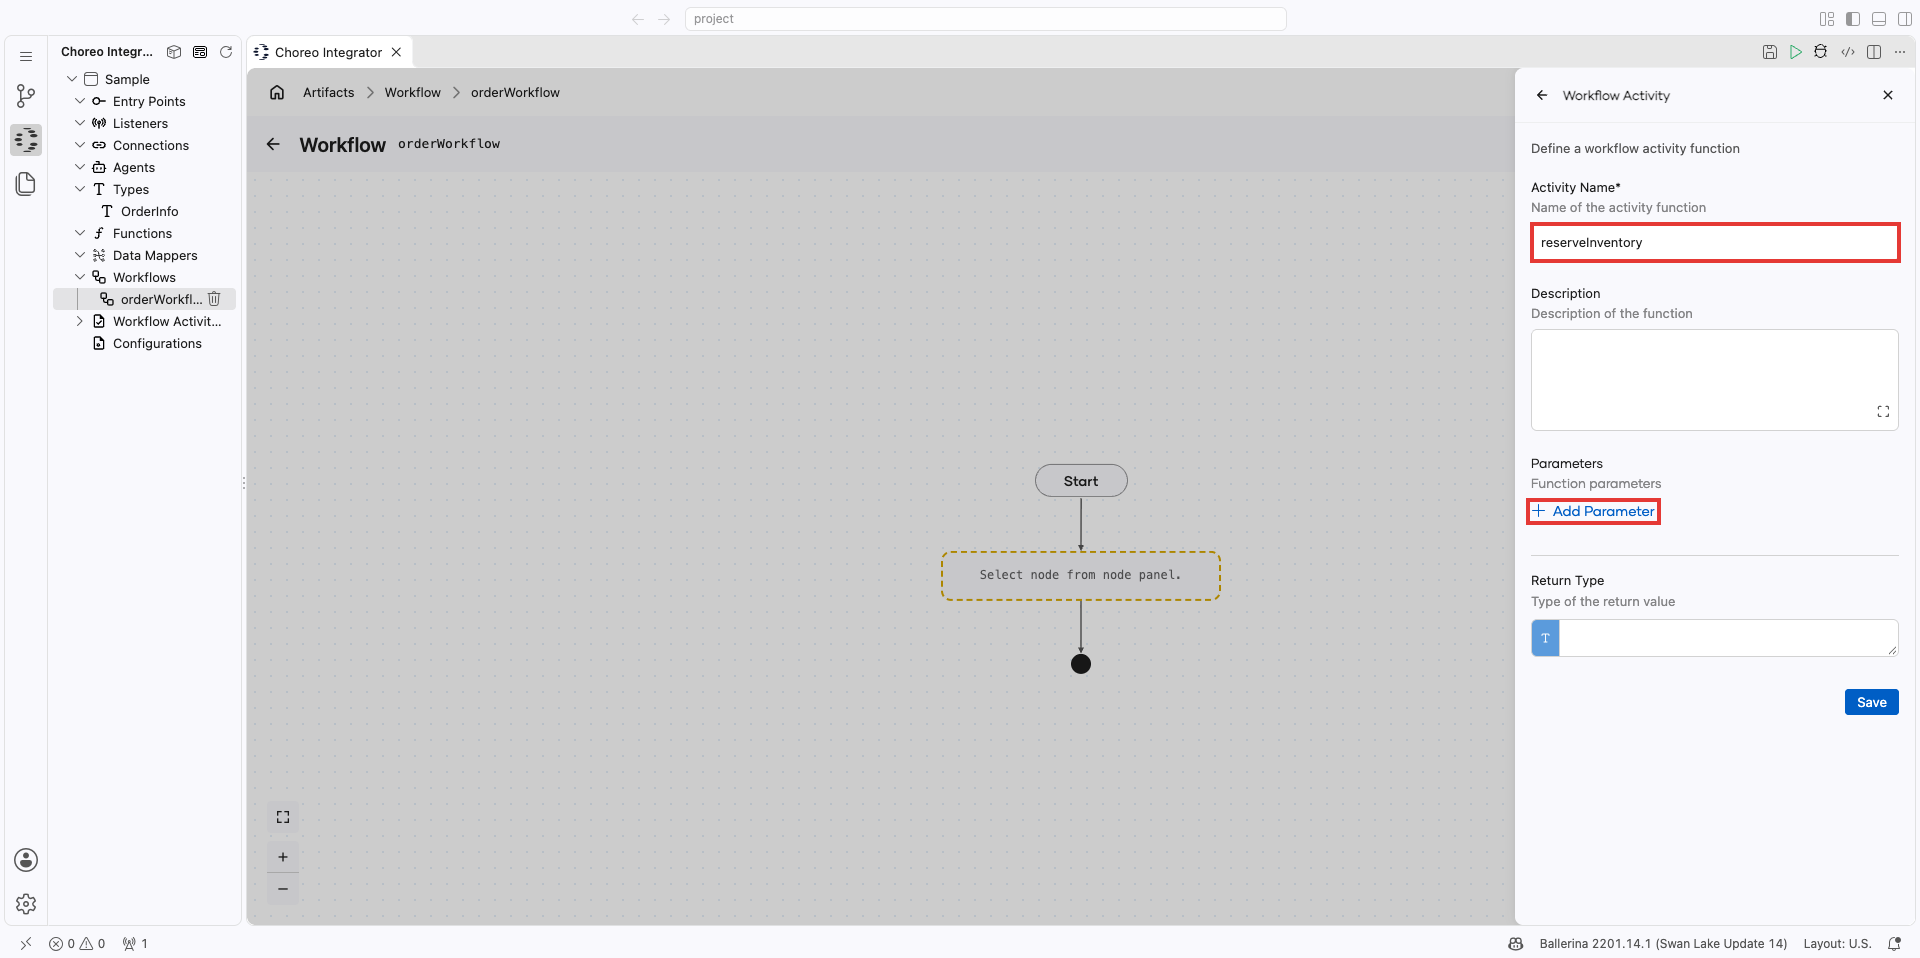 project
Choreo Integr...
Sample
Entry Points
Listeners
Connections
Agents
Types
OrderInfo
Functions
Data Mappers
Workflows
orderWorkfl...
Workflow Activit...
Configurations
Choreo Integrator
Artifacts
Workflow
orderWorkflow
Workflow orderWorkflow
Start
Select node from node panel.
Workflow Activity
Define a workflow activity function
Activity Name*
Name of the activity function
reserveInventory
Description
Description of the function
Parameters
Function parameters
Add Parameter
Return Type
Type of the return value
T
Save
0 0 1
Ballerina 2201.14.1 (Swan Lake Update 14) Layout: U.S.